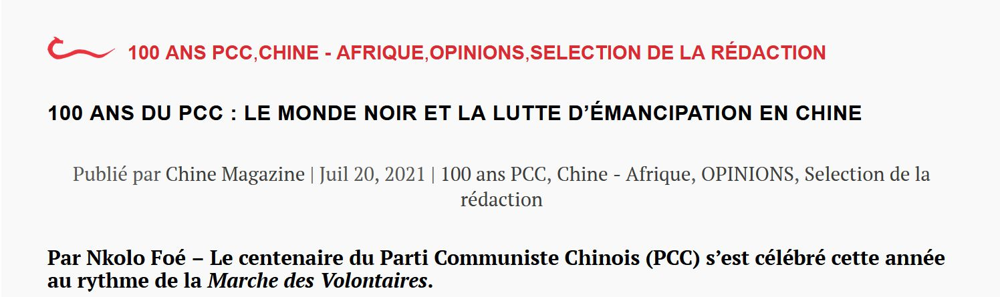 100 ANS PCC,CHINE - AFRIQUE,OPINIONS,SELECTION DE LA RÉDACTION
100 ANS DU PCC : LE MONDE NOIR ET LA LUTTE D’ÉMANCIPATION EN CHINE
Publié par Chine Magazine | Juil 20, 2021 | 100 ans PCC, Chine - Afrique, OPINIONS, Selection de la
rédaction
Par Nkolo Foé – Le centenaire du Parti Communiste Chinois (PCC) s’est célébré cette année
au rythme de la Marche des Volontaires.